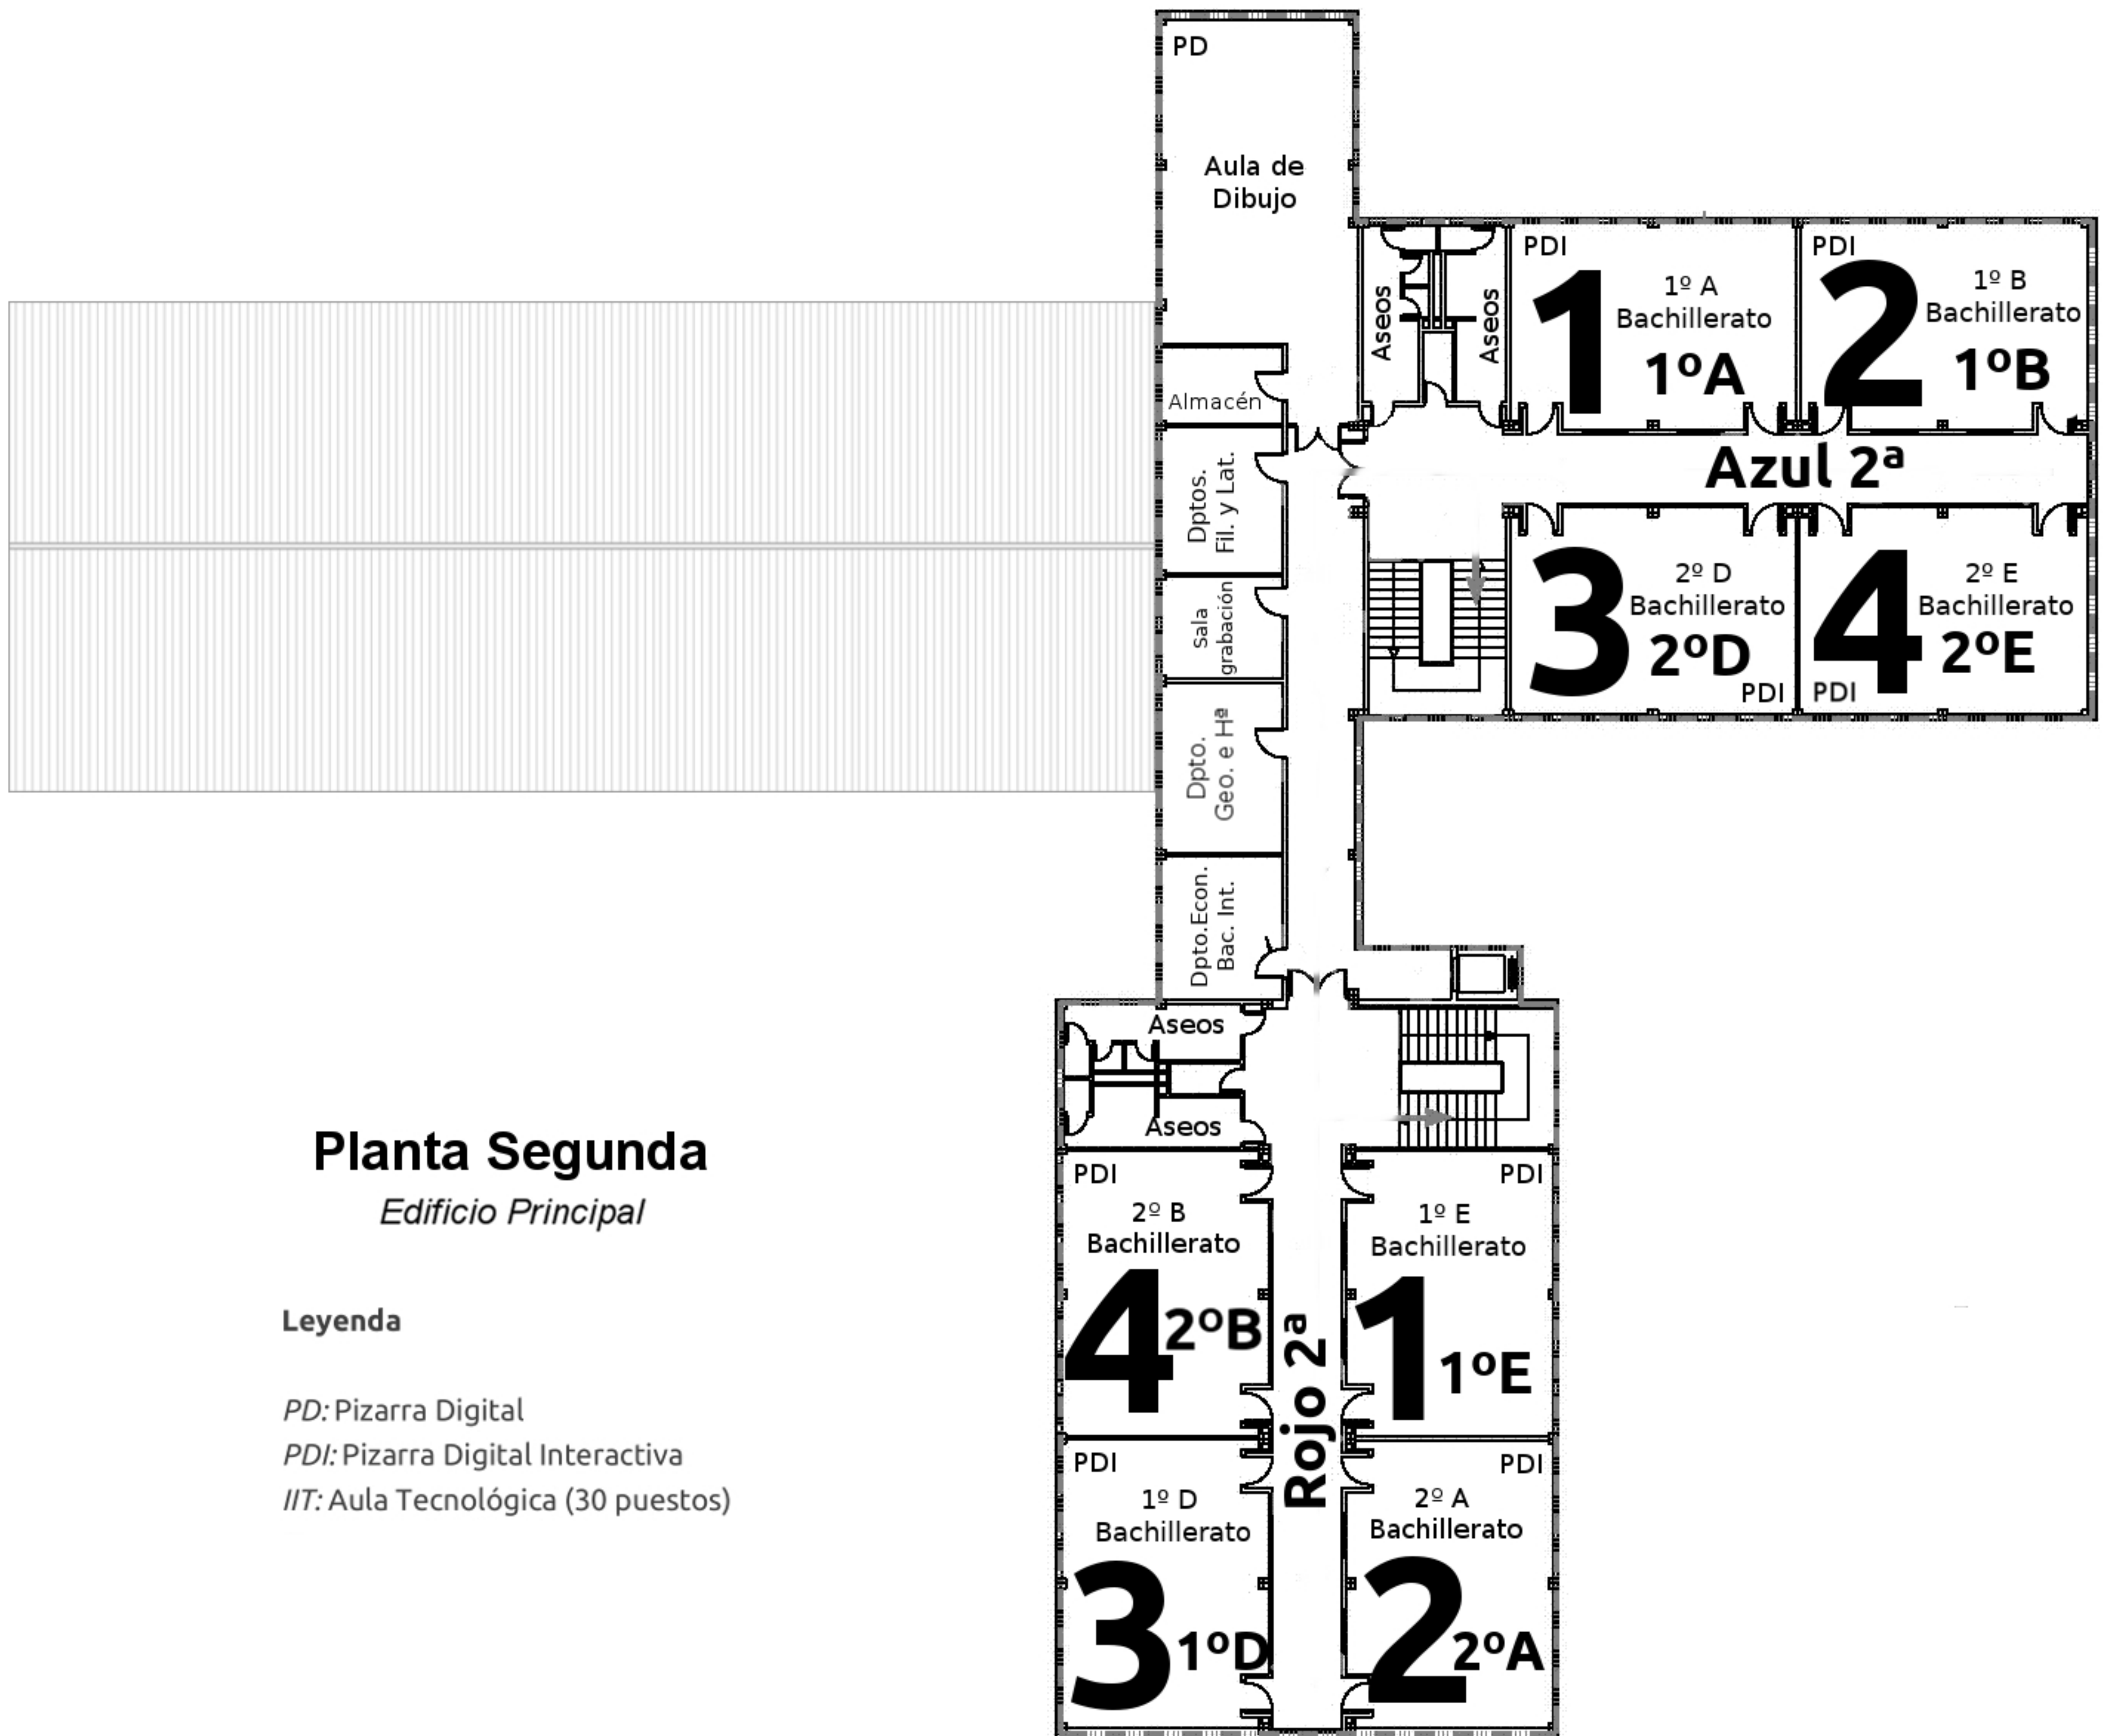 PD
Aula de
Dibujo
Aseos
Aseos
PDI
1
1º A
Bachillerato
1ºA
PDI
2
1º B
Bachillerato
1ºB
Almacén
Azul 2ª
Dptos.
Fil. y Lat.
3
2º D
Bachillerato
2ºD
PDI
4
2º E
Bachillerato
2ºE
PDI
Sala
grabación
Dpto.
Geo. e Hª
Dpto.Econ.
Bac. Int.
Aseos
Aseos
Planta Segunda
Edificio Principal
PDI
2º B
Bachillerato
4
2ºB
PDI
1º E
Bachillerato
1
1ºE
Rojo 2ª
PDI
1º D
Bachillerato
3
1ºD
PDI
2º A
Bachillerato
2
2ºA
Leyenda
PD: Pizarra Digital
PDI: Pizarra Digital Interactiva
IIT: Aula Tecnológica (30 puestos)